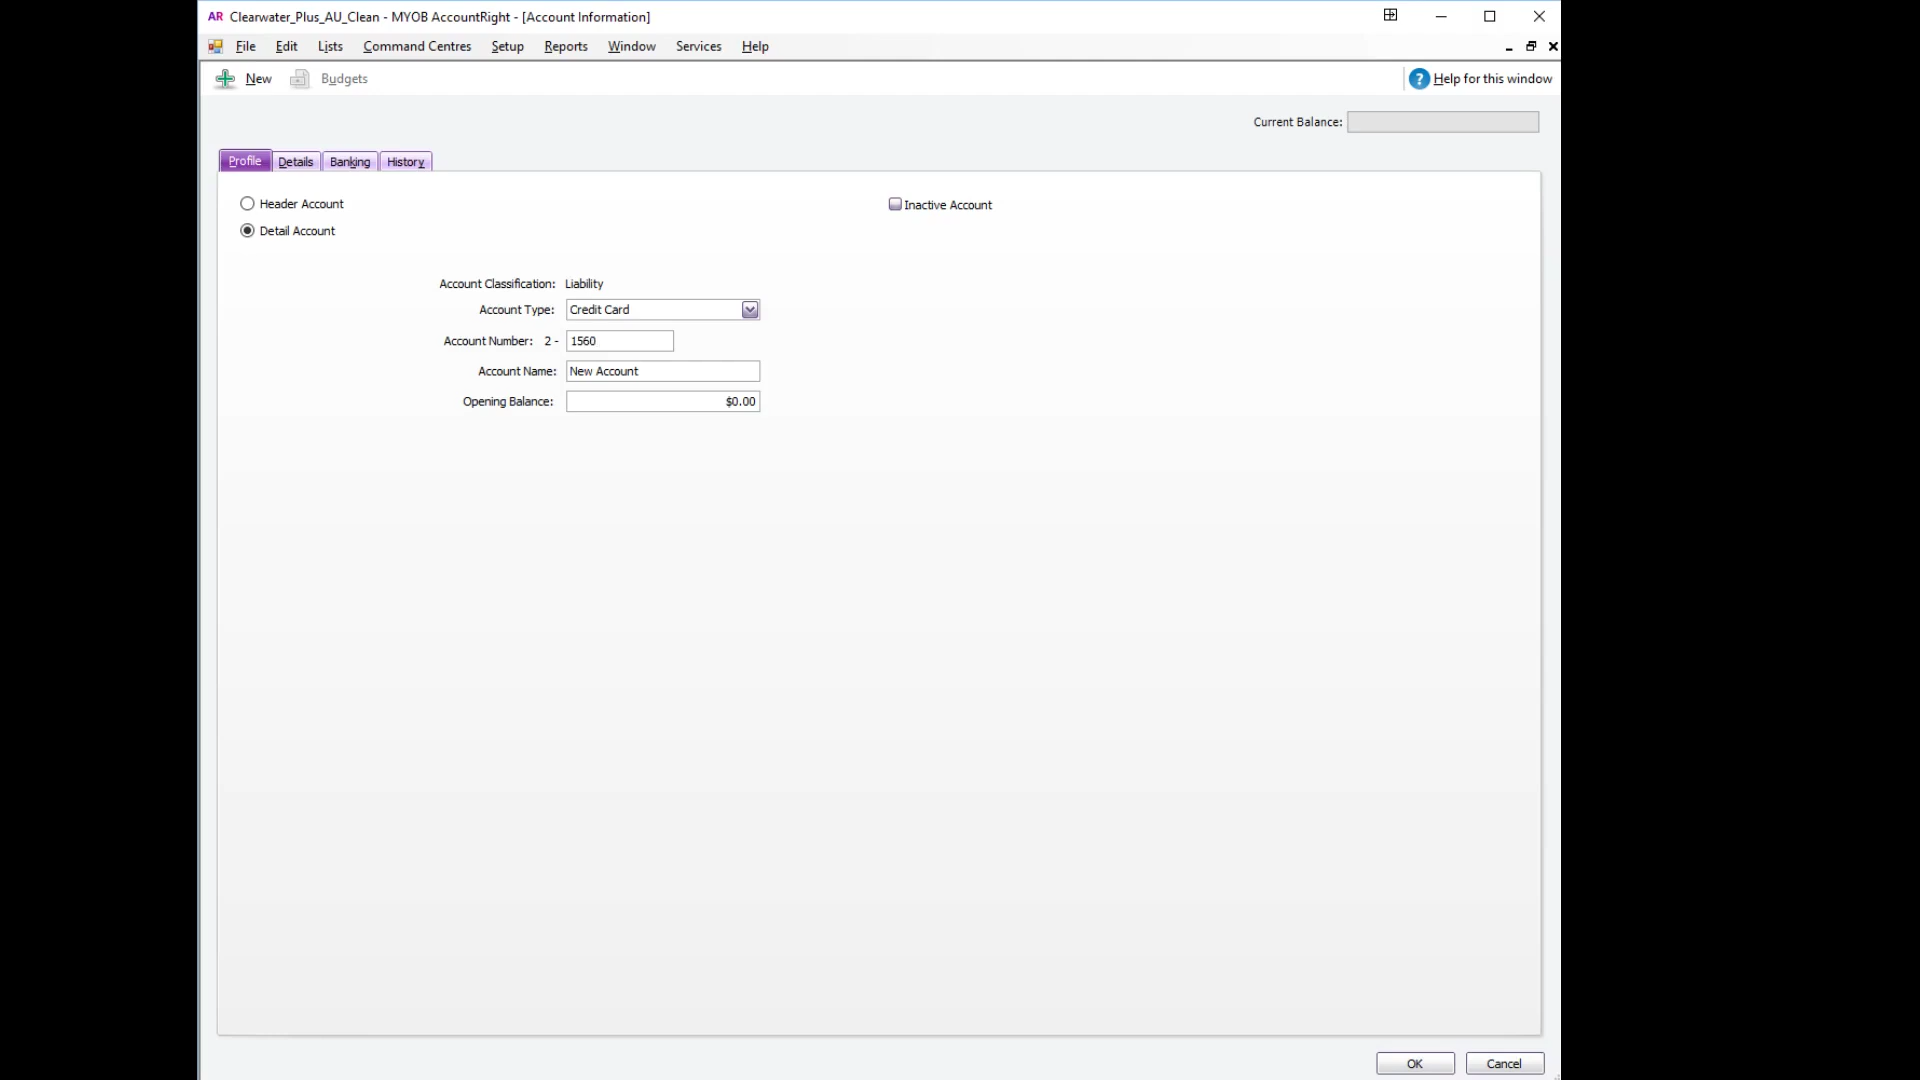 AR Clearwater_Plus_AU_Clean - MYOB AccountRight - [Account Information]
File Edit Lists Command Centres Setup Reports Window Services Help
New Budgets ? Help for this window
Current Balance:
Profile Details Banking History
Header Account Inactive Account
Detail Account
Account Classification: Liability
Account Type: Credit Card
Account Number: 2 - 1560
Account Name: New Account
Opening Balance: $0.00
OK Cancel